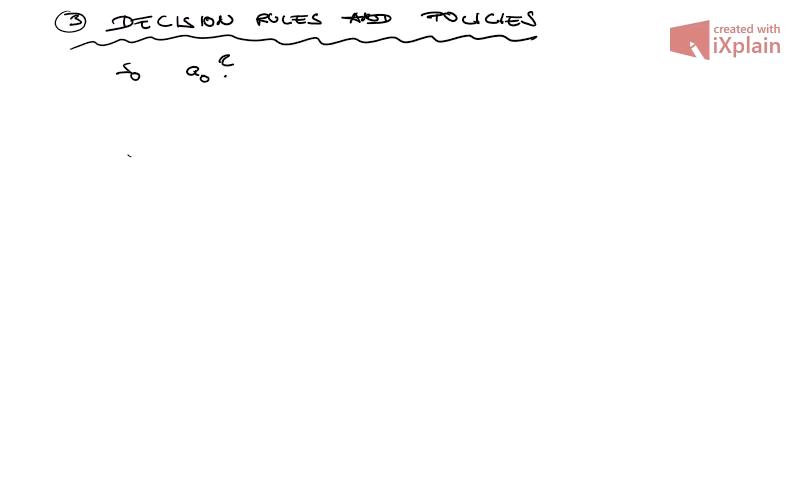 ③ DECISION RULES AND POLICIES
s₀ a₀?
created with
iXplain